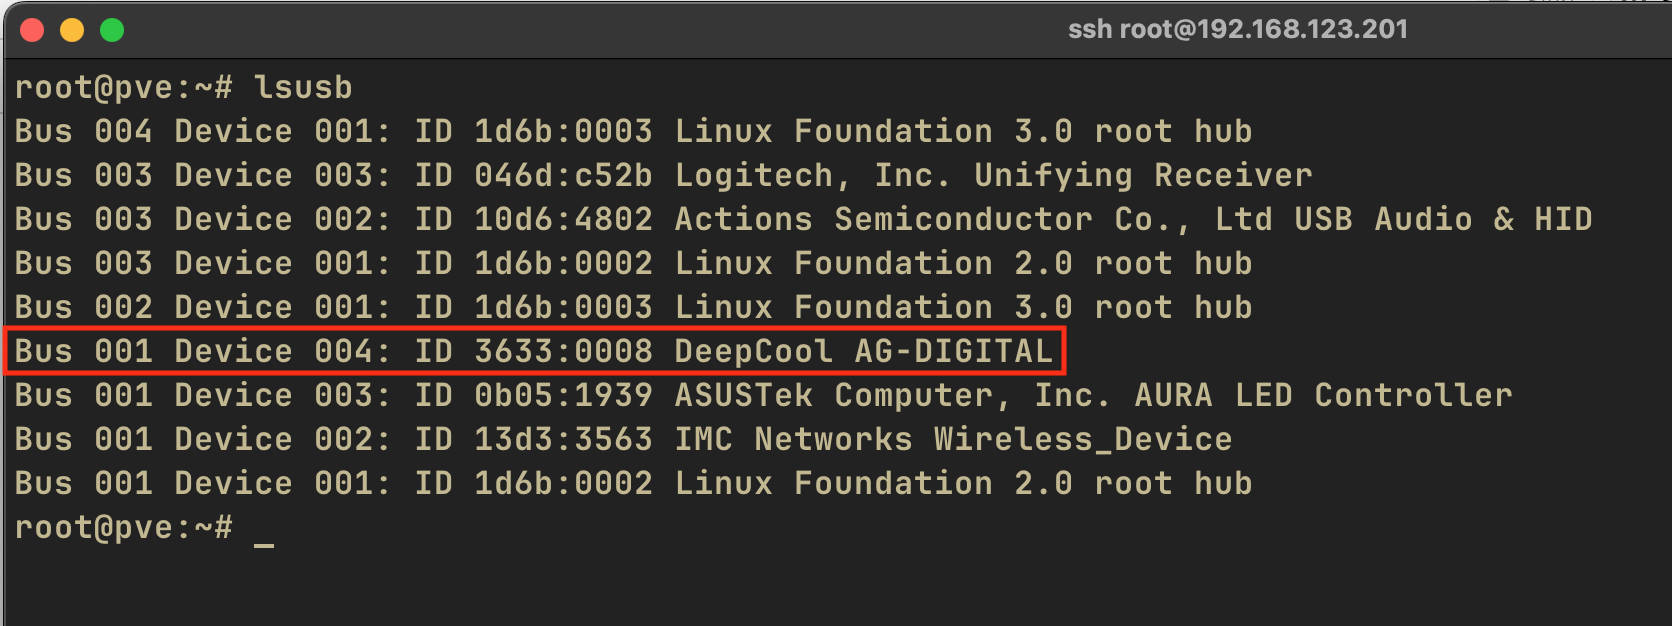 ssh root@192.168.123.201
root@pve:~# lsusb
Bus 004 Device 001: ID 1d6b:0003 Linux Foundation 3.0 root hub
Bus 003 Device 003: ID 046d:c52b Logitech, Inc. Unifying Receiver
Bus 003 Device 002: ID 10d6:4802 Actions Semiconductor Co., Ltd USB Audio & HID
Bus 003 Device 001: ID 1d6b:0002 Linux Foundation 2.0 root hub
Bus 002 Device 001: ID 1d6b:0003 Linux Foundation 3.0 root hub
Bus 001 Device 004: ID 3633:0008 DeepCool AG-DIGITAL
Bus 001 Device 003: ID 0b05:1939 ASUSTek Computer, Inc. AURA LED Controller
Bus 001 Device 002: ID 13d3:3563 IMC Networks Wireless_Device
Bus 001 Device 001: ID 1d6b:0002 Linux Foundation 2.0 root hub
root@pve:~# _